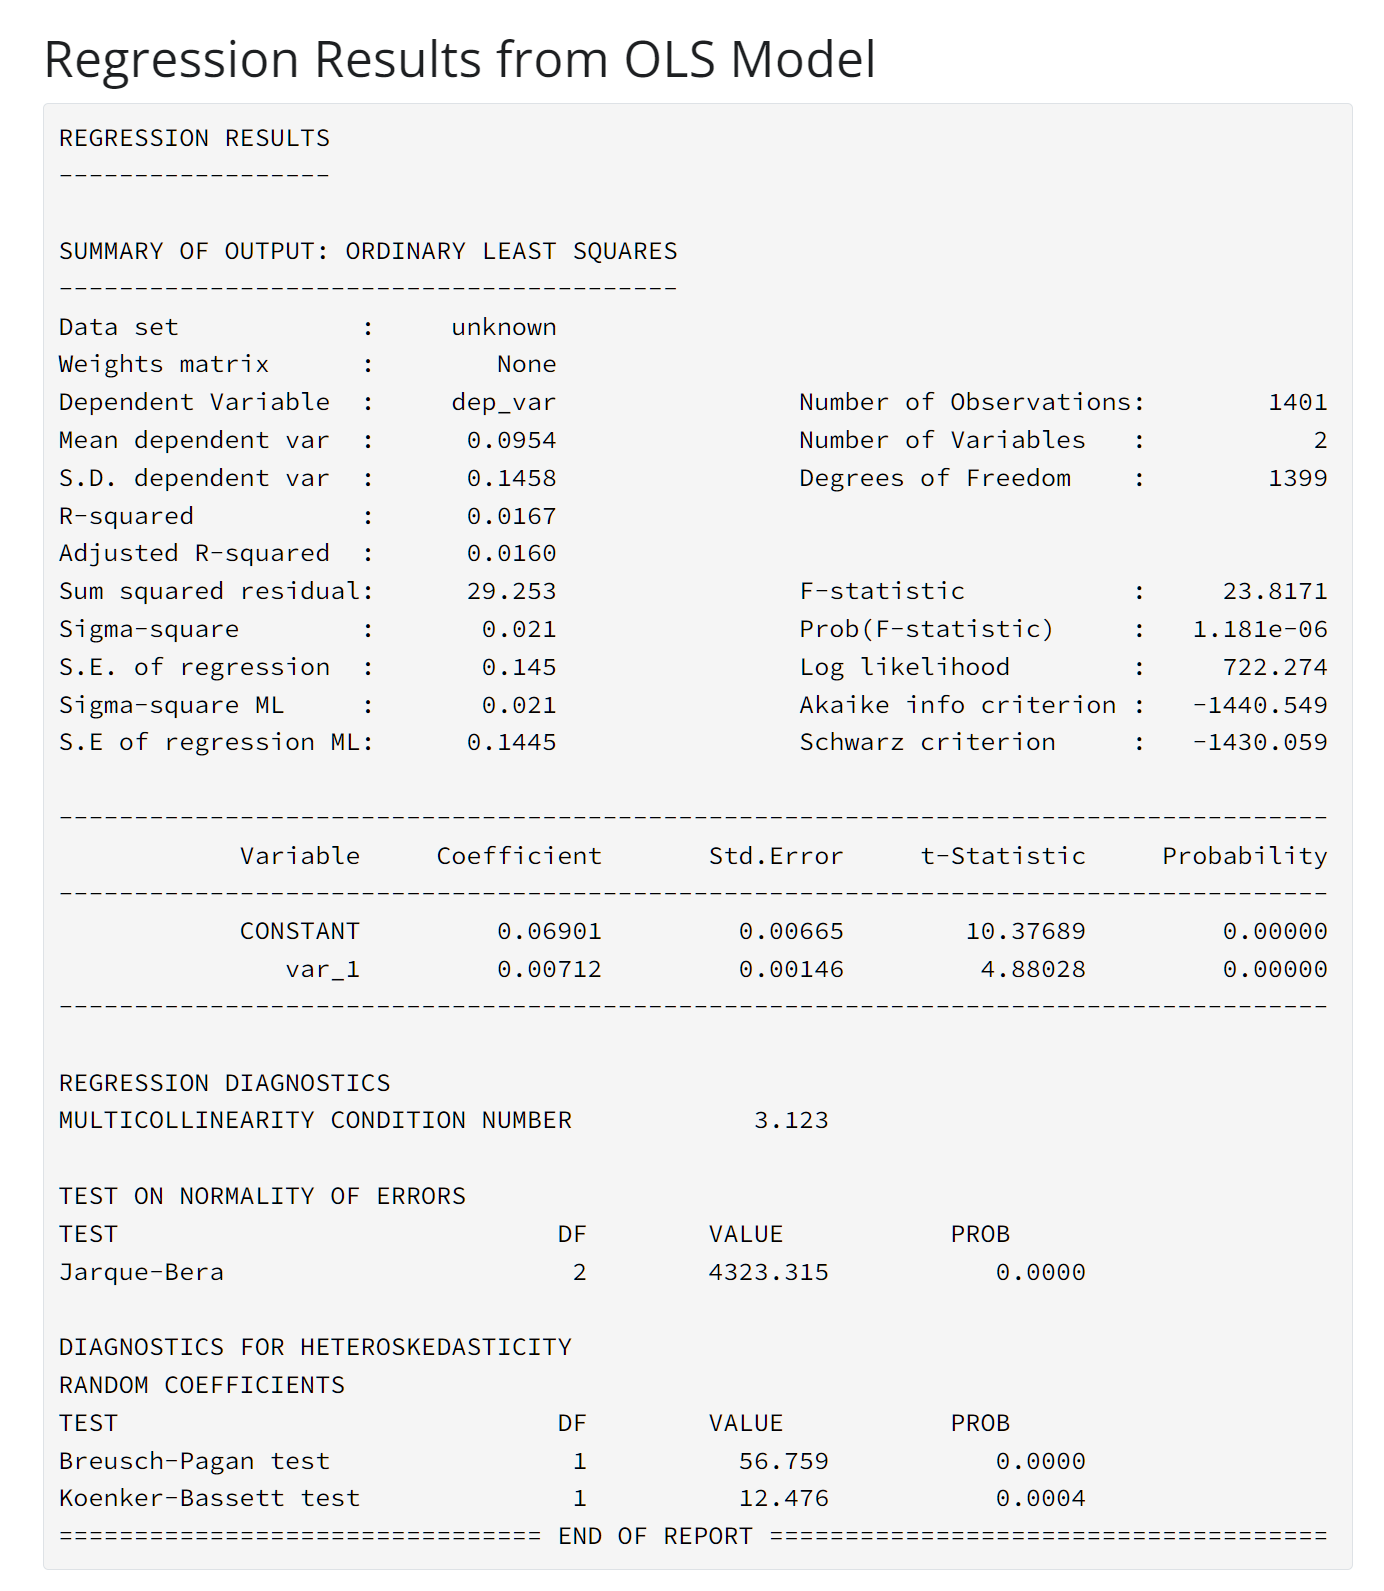 Regression Results from OLS Model
REGRESSION RESULTS
------------------
SUMMARY OF OUTPUT: ORDINARY LEAST SQUARES
-----------------------------------------
Data set            :     unknown
Weights matrix      :        None
Dependent Variable  :     dep_var                Number of Observations:        1401
Mean dependent var  :      0.0954                Number of Variables   :           2
S.D. dependent var  :      0.1458                Degrees of Freedom    :        1399
R-squared           :      0.0167
Adjusted R-squared  :      0.0160
Sum squared residual:      29.253                F-statistic           :     23.8171
Sigma-square        :       0.021                Prob(F-statistic)     :   1.181e-06
S.E. of regression  :       0.145                Log likelihood        :     722.274
Sigma-square ML     :       0.021                Akaike info criterion :   -1440.549
S.E of regression ML:      0.1445                Schwarz criterion     :   -1430.059
------------------------------------------------------------------------------------
            Variable     Coefficient       Std.Error     t-Statistic     Probability
------------------------------------------------------------------------------------
            CONSTANT         0.06901         0.00665        10.37689         0.00000
               var_1         0.00712         0.00146         4.88028         0.00000
------------------------------------------------------------------------------------
REGRESSION DIAGNOSTICS
MULTICOLLINEARITY CONDITION NUMBER            3.123
TEST ON NORMALITY OF ERRORS
TEST                             DF        VALUE           PROB
Jarque-Bera                       2        4323.315           0.0000
DIAGNOSTICS FOR HETEROSKEDASTICITY
RANDOM COEFFICIENTS
TEST                             DF        VALUE           PROB
Breusch-Pagan test                1          56.759           0.0000
Koenker-Bassett test              1          12.476           0.0004
================================ END OF REPORT =====================================